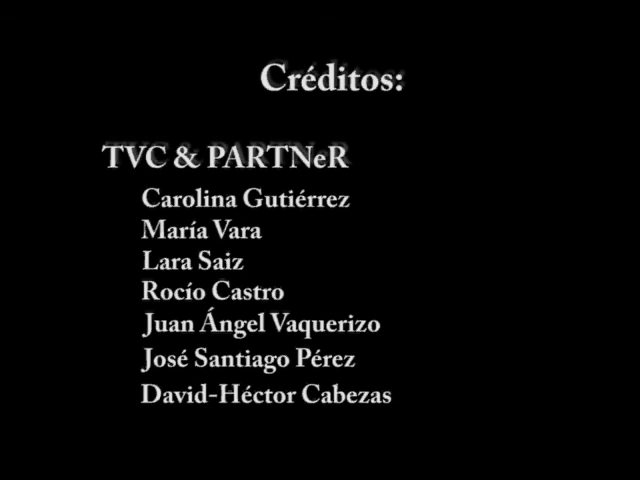 Créditos:
TVC & PARTNeR
Carolina Gutiérrez
María Vara
Lara Saiz
Rocío Castro
Juan Ángel Vaquerizo
José Santiago Pérez
David-Héctor Cabezas